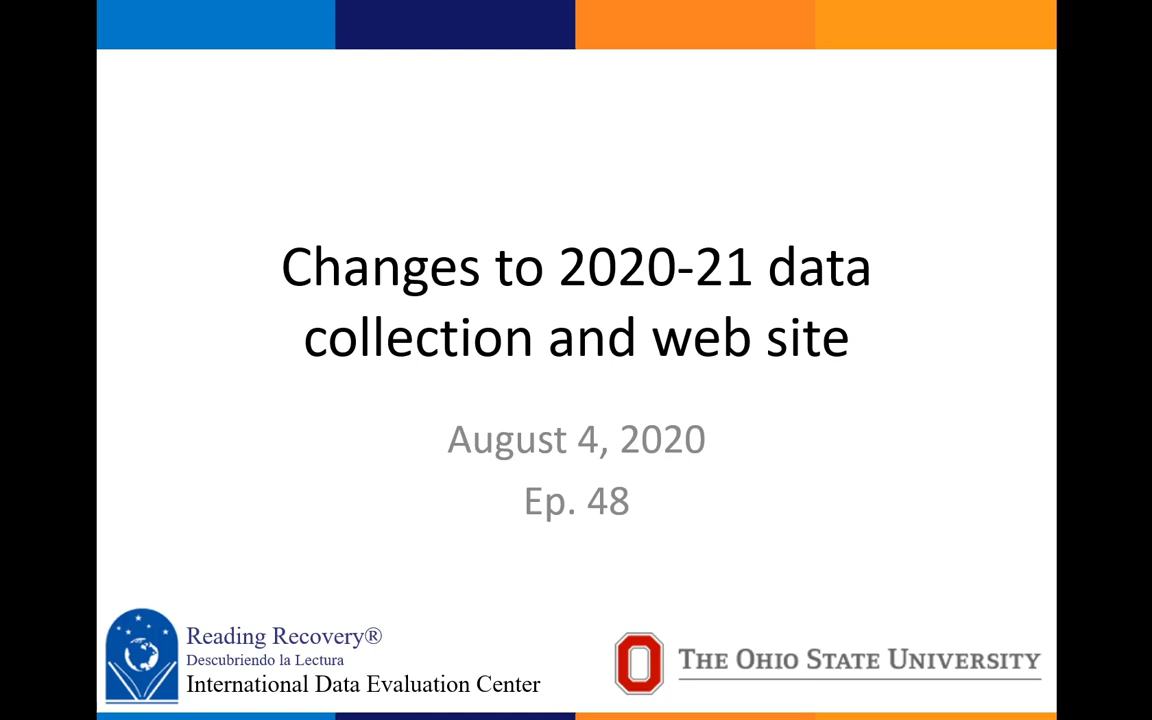 Changes to 2020-21 data
collection and web site
August 4, 2020
Ep. 48
Reading Recovery®
Descubriendo la Lectura
International Data Evaluation Center
THE OHIO STATE UNIVERSITY